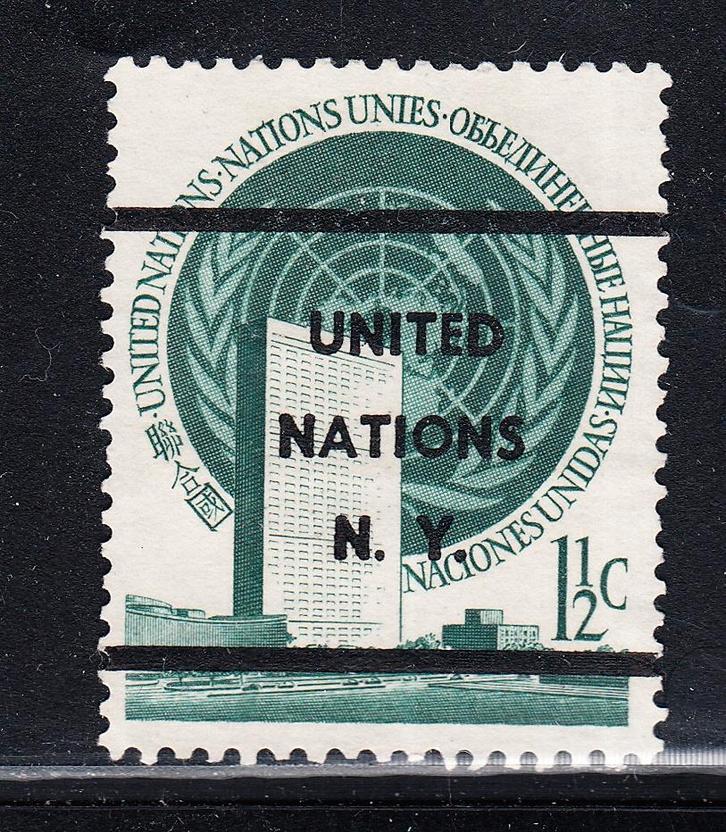 ·UNITED NATIONS·NATIONS UNIES·ОБЪЕДИНЕННЫЕ НАЦИИ·NACIONES UNIDAS
聯合國
UNITED
NATIONS
N. Y.
1½C